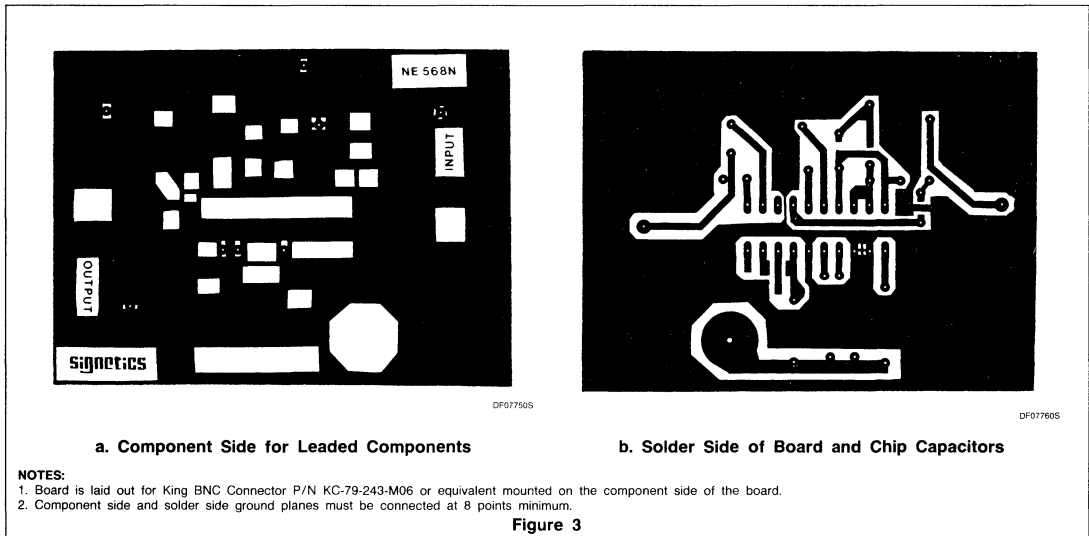 NE 568N
INPUT
OUTPUT
signetics
DF07750S
DF07760S
a. Component Side for Leaded Components
b. Solder Side of Board and Chip Capacitors
NOTES:
1. Board is laid out for King BNC Connector P/N KC-79-243-M06 or equivalent mounted on the component side of the board.
2. Component side and solder side ground planes must be connected at 8 points minimum.
Figure 3